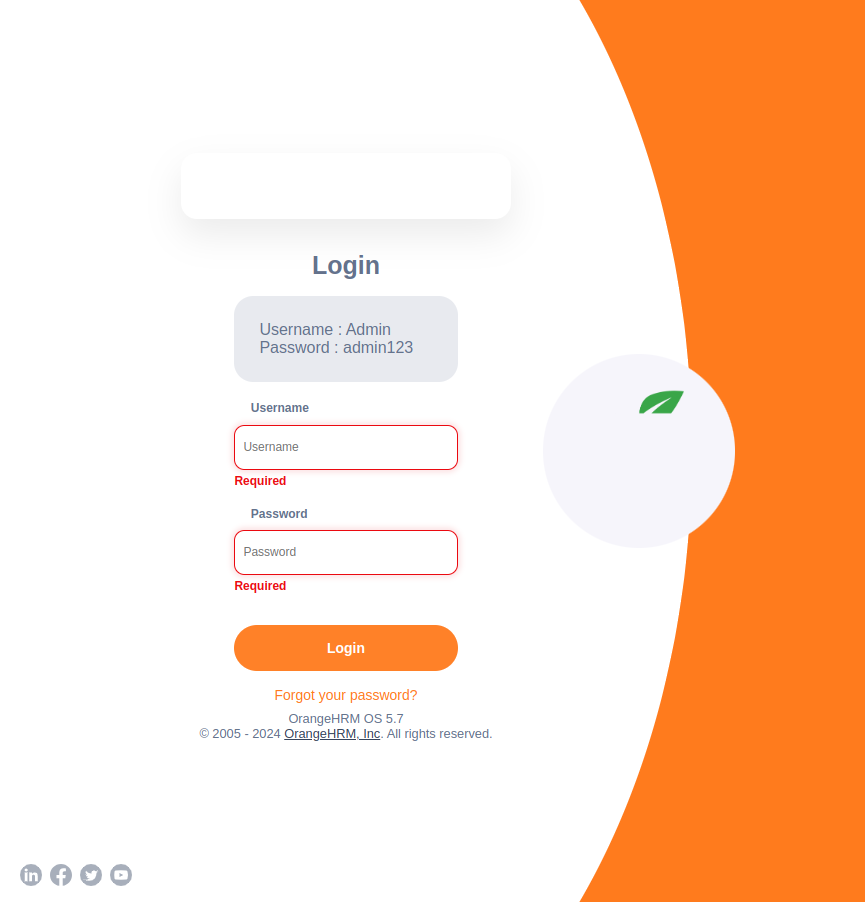 Login
Username : Admin
Password : admin123
Username
Username
Required
Password
Password
Required
Login
Forgot your password?
OrangeHRM OS 5.7
© 2005 - 2024 OrangeHRM, Inc. All rights reserved.